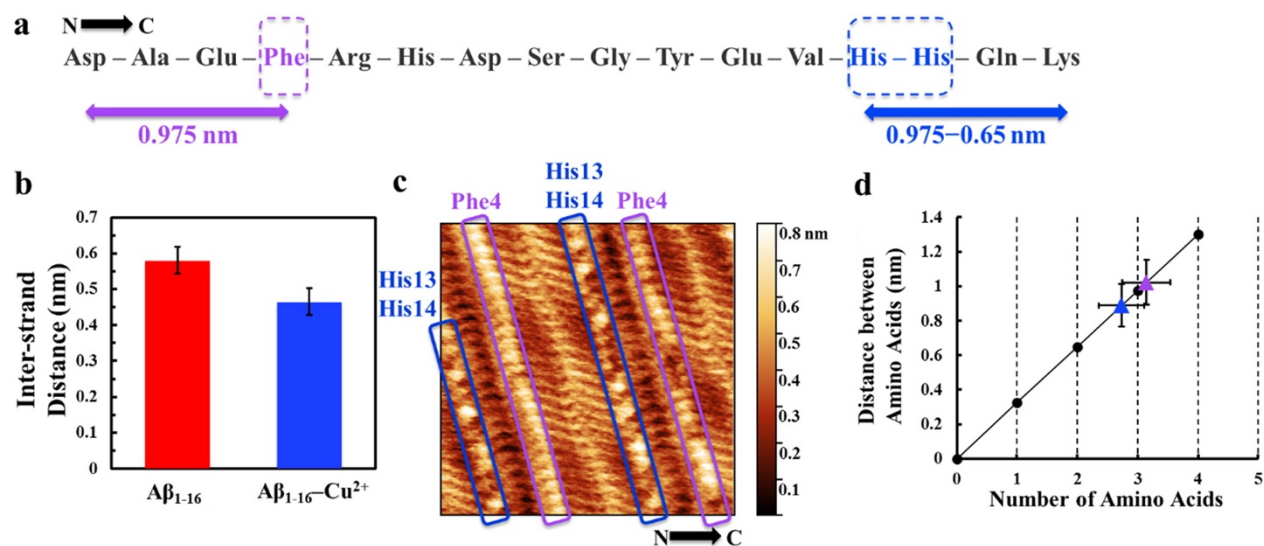 a
N C
Asp – Ala – Glu – Phe – Arg – His – Asp – Ser – Gly – Tyr – Glu – Val – His – His – Gln – Lys
0.975 nm
0.975−0.65 nm
b
Inter-strand
Distance (nm)
0.7
0.6
0.5
0.4
0.3
0.2
0.1
0
Aβ1-16
Aβ1-16–Cu2+
c
His13
His14
Phe4
His13
His14
Phe4
0.8 nm
0.7
0.6
0.5
0.4
0.3
0.2
0.1
N C
d
Distance between
Amino Acids (nm)
1.4
1.2
1
0.8
0.6
0.4
0.2
0
0 1 2 3 4 5
Number of Amino Acids